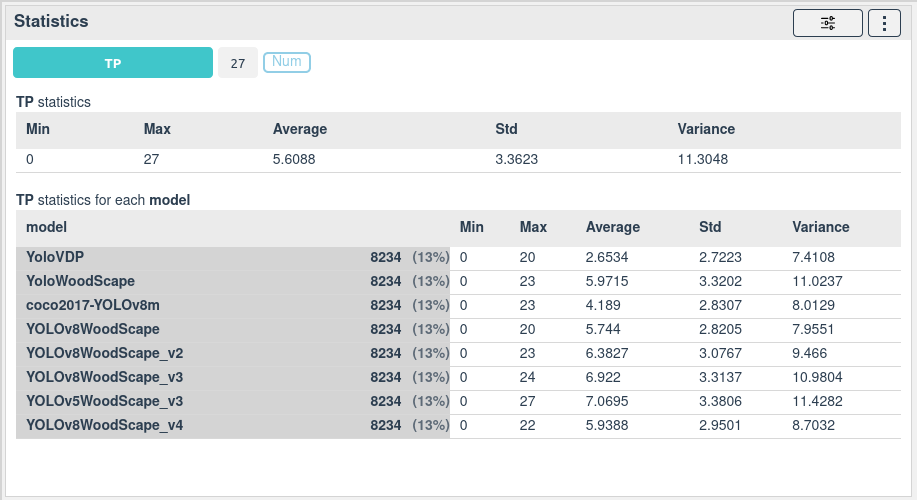 Statistics
TP 27 Num
TP statistics
Min Max Average Std Variance
0 27 5.6088 3.3623 11.3048
TP statistics for each model
model Min Max Average Std Variance
YoloVDP 8234 (13%) 0 20 2.6534 2.7223 7.4108
YoloWoodScape 8234 (13%) 0 23 5.9715 3.3202 11.0237
coco2017-YOLOv8m 8234 (13%) 0 23 4.189 2.8307 8.0129
YOLOv8WoodScape 8234 (13%) 0 20 5.744 2.8205 7.9551
YOLOv8WoodScape_v2 8234 (13%) 0 23 6.3827 3.0767 9.466
YOLOv8WoodScape_v3 8234 (13%) 0 24 6.922 3.3137 10.9804
YOLOv5WoodScape_v3 8234 (13%) 0 27 7.0695 3.3806 11.4282
YOLOv8WoodScape_v4 8234 (13%) 0 22 5.9388 2.9501 8.7032